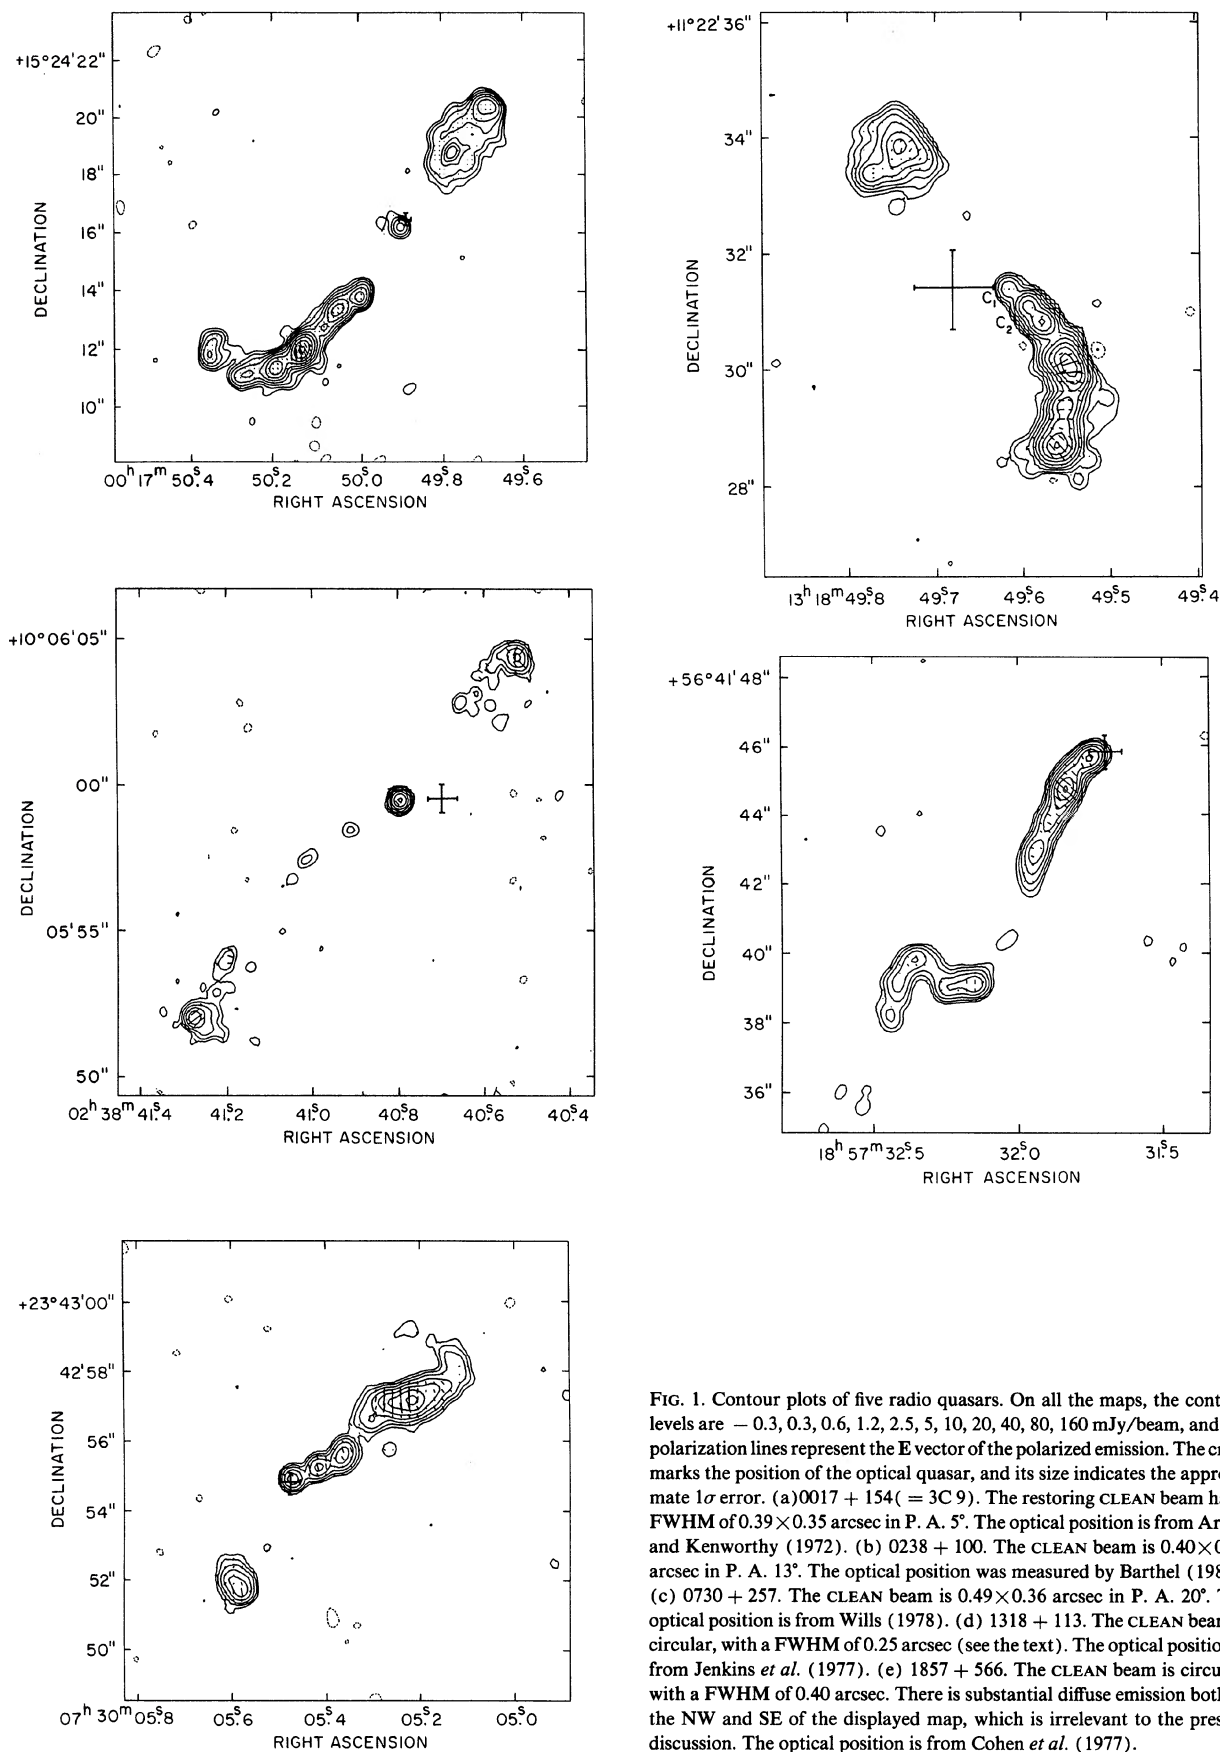 +15°24'22"
20"
18"
16"
14"
12"
10"
DECLINATION
00ʰ17ᵐ50ˢ.4 50ˢ.2 50ˢ.0 49ˢ.8 49ˢ.6
RIGHT ASCENSION
+11°22'36"
34"
32"
30"
28"
DECLINATION
C₁
C₂
13ʰ18ᵐ49ˢ.8 49ˢ.7 49ˢ.6 49ˢ.5 49ˢ.4
RIGHT ASCENSION
+10°06'05"
00"
05'55"
50"
DECLINATION
02ʰ38ᵐ41ˢ.4 41ˢ.2 41ˢ.0 40ˢ.8 40ˢ.6 40ˢ.4
RIGHT ASCENSION
+56°41'48"
46"
44"
42"
40"
38"
36"
DECLINATION
18ʰ57ᵐ32ˢ.5 32ˢ.0 31ˢ.5
RIGHT ASCENSION
+23°43'00"
42'58"
56"
54"
52"
50"
DECLINATION
07ʰ30ᵐ05ˢ.8 05ˢ.6 05ˢ.4 05ˢ.2 05ˢ.0
RIGHT ASCENSION
FIG. 1. Contour plots of five radio quasars. On all the maps, the cont
levels are − 0.3, 0.3, 0.6, 1.2, 2.5, 5, 10, 20, 40, 80, 160 mJy/beam, and
polarization lines represent the E vector of the polarized emission. The cr
marks the position of the optical quasar, and its size indicates the appro
mate 1σ error. (a)0017 + 154( = 3C 9). The restoring CLEAN beam ha
FWHM of 0.39×0.35 arcsec in P. A. 5°. The optical position is from Ar
and Kenworthy (1972). (b) 0238 + 100. The CLEAN beam is 0.40×0
arcsec in P. A. 13°. The optical position was measured by Barthel (198
(c) 0730 + 257. The CLEAN beam is 0.49×0.36 arcsec in P. A. 20°.
optical position is from Wills (1978). (d) 1318 + 113. The CLEAN bear
circular, with a FWHM of 0.25 arcsec (see the text). The optical position
from Jenkins et al. (1977). (e) 1857 + 566. The CLEAN beam is circu
with a FWHM of 0.40 arcsec. There is substantial diffuse emission both
the NW and SE of the displayed map, which is irrelevant to the pres
discussion. The optical position is from Cohen et al. (1977).